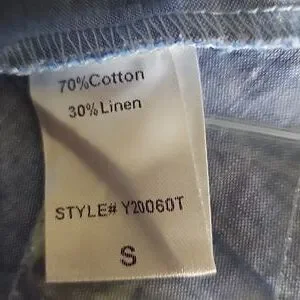 70%Cotton
30%Linen
STYLE# Y20060T
S